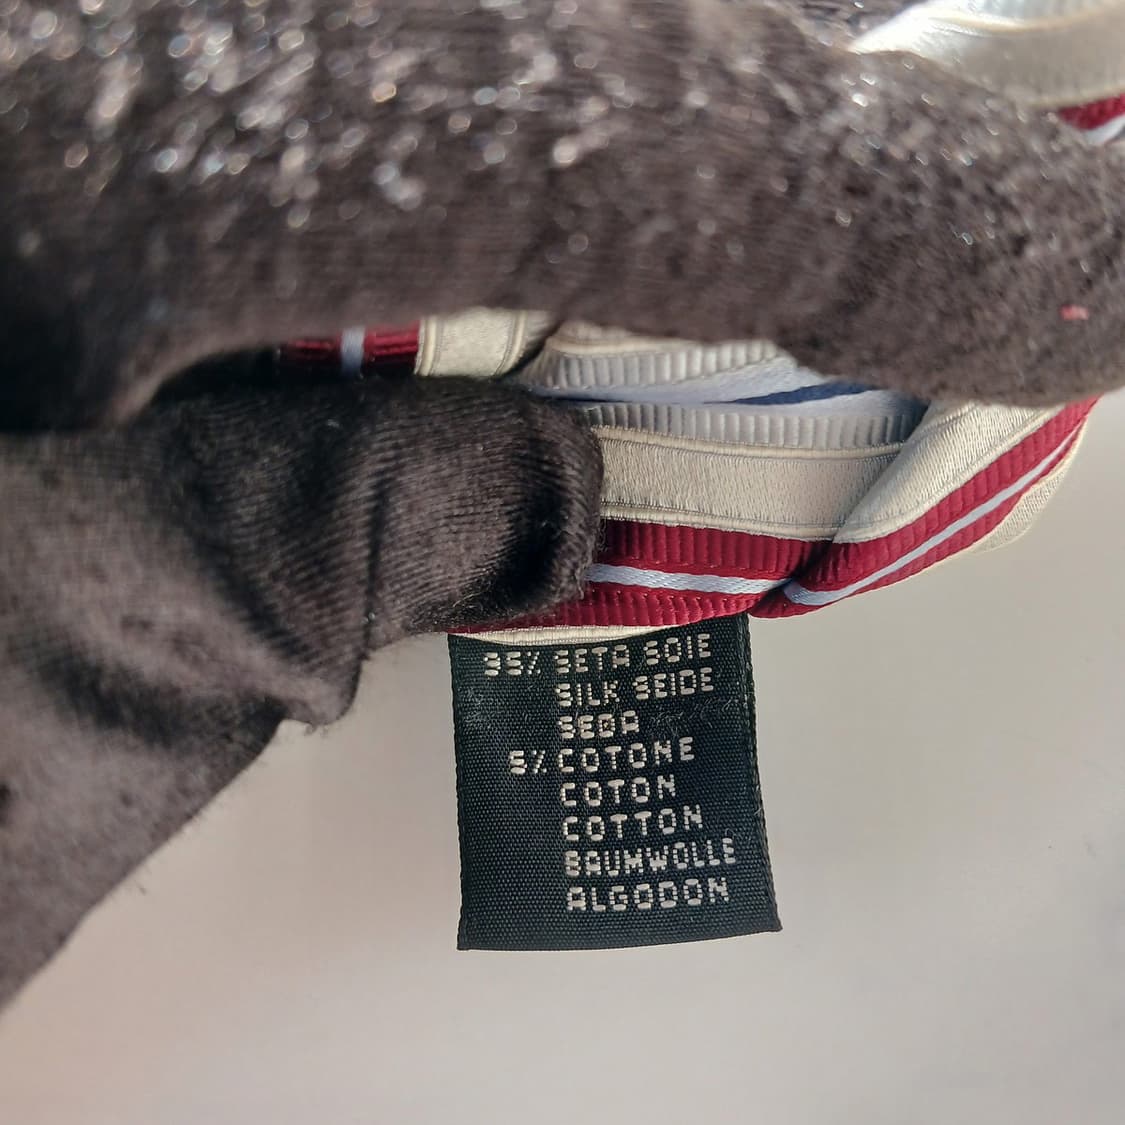 95% SETA SOIE
SILK SEIDE
SEDA
5% COTONE
COTON
COTTON
BAUMWOLLE
ALGODON